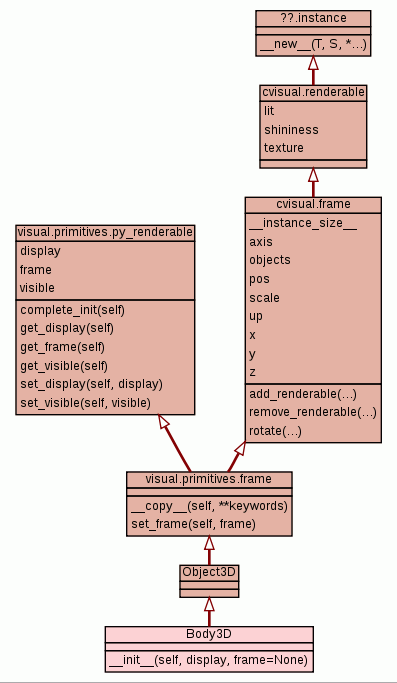 ??.instance
__new__(T, S, *...)
cvisual.renderable
lit
shininess
texture
cvisual.frame
__instance_size__
axis
objects
pos
scale
up
x
y
z
add_renderable(...)
remove_renderable(...)
rotate(...)
visual.primitives.py_renderable
display
frame
visible
complete_init(self)
get_display(self)
get_frame(self)
get_visible(self)
set_display(self, display)
set_visible(self, visible)
visual.primitives.frame
__copy__(self, **keywords)
set_frame(self, frame)
Object3D
Body3D
__init__(self, display, frame=None)